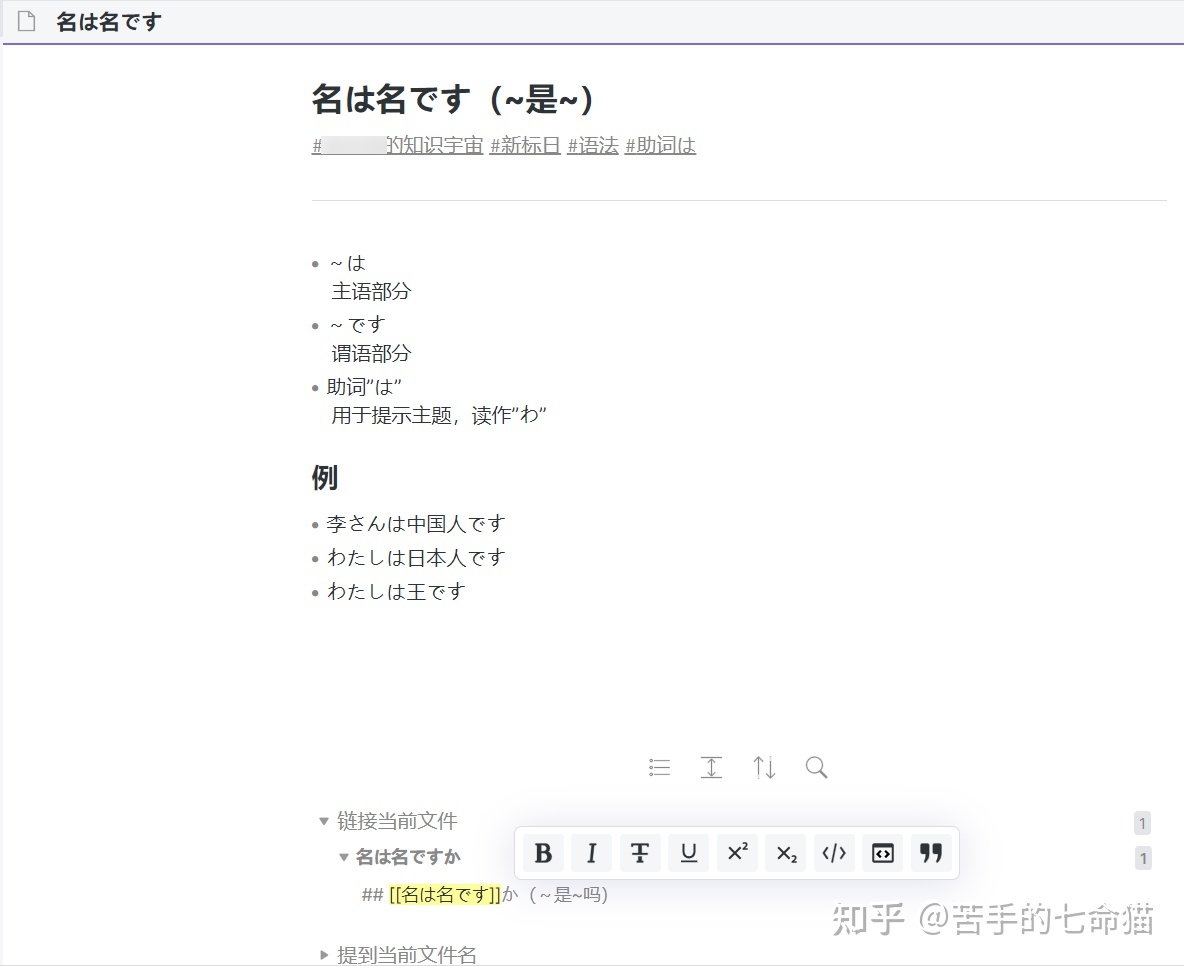 名は名です
名は名です（~是~）
#的知识宇宙 #新标日 #语法 #助词は
~ は
主语部分
~ です
谓语部分
助词”は”
用于提示主题，读作”わ”
例
李さんは中国人です
わたしは日本人です
わたしは王です
链接当前文件 1
名は名ですか 1
B I T U X² X₂ </>
## [[名は名です]]か（~是~吗）
知乎 @苦手的七命猫
提到当前文件名